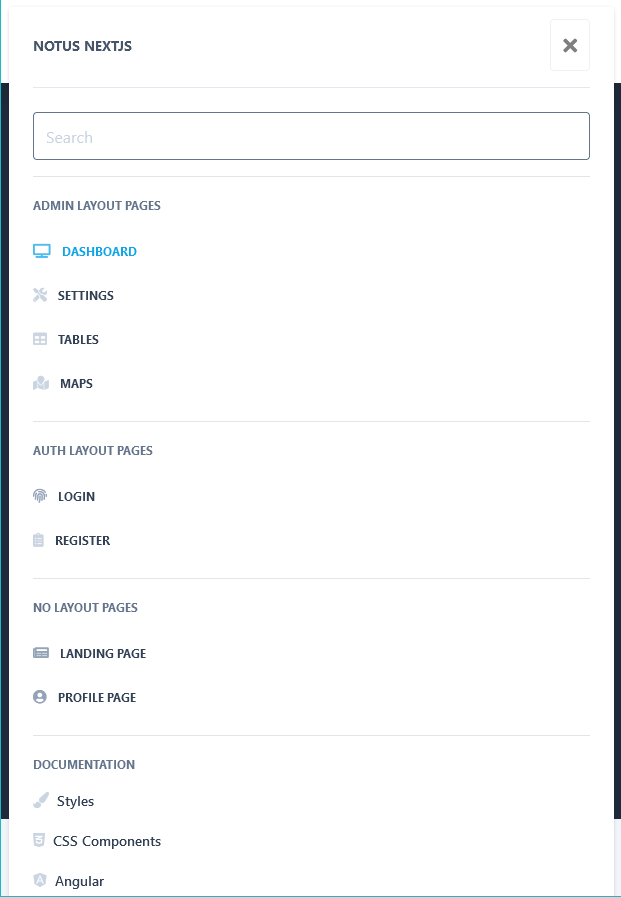 NOTUS NEXTJS
Search
ADMIN LAYOUT PAGES
DASHBOARD
SETTINGS
TABLES
MAPS
AUTH LAYOUT PAGES
LOGIN
REGISTER
NO LAYOUT PAGES
LANDING PAGE
PROFILE PAGE
DOCUMENTATION
Styles
CSS Components
Angular